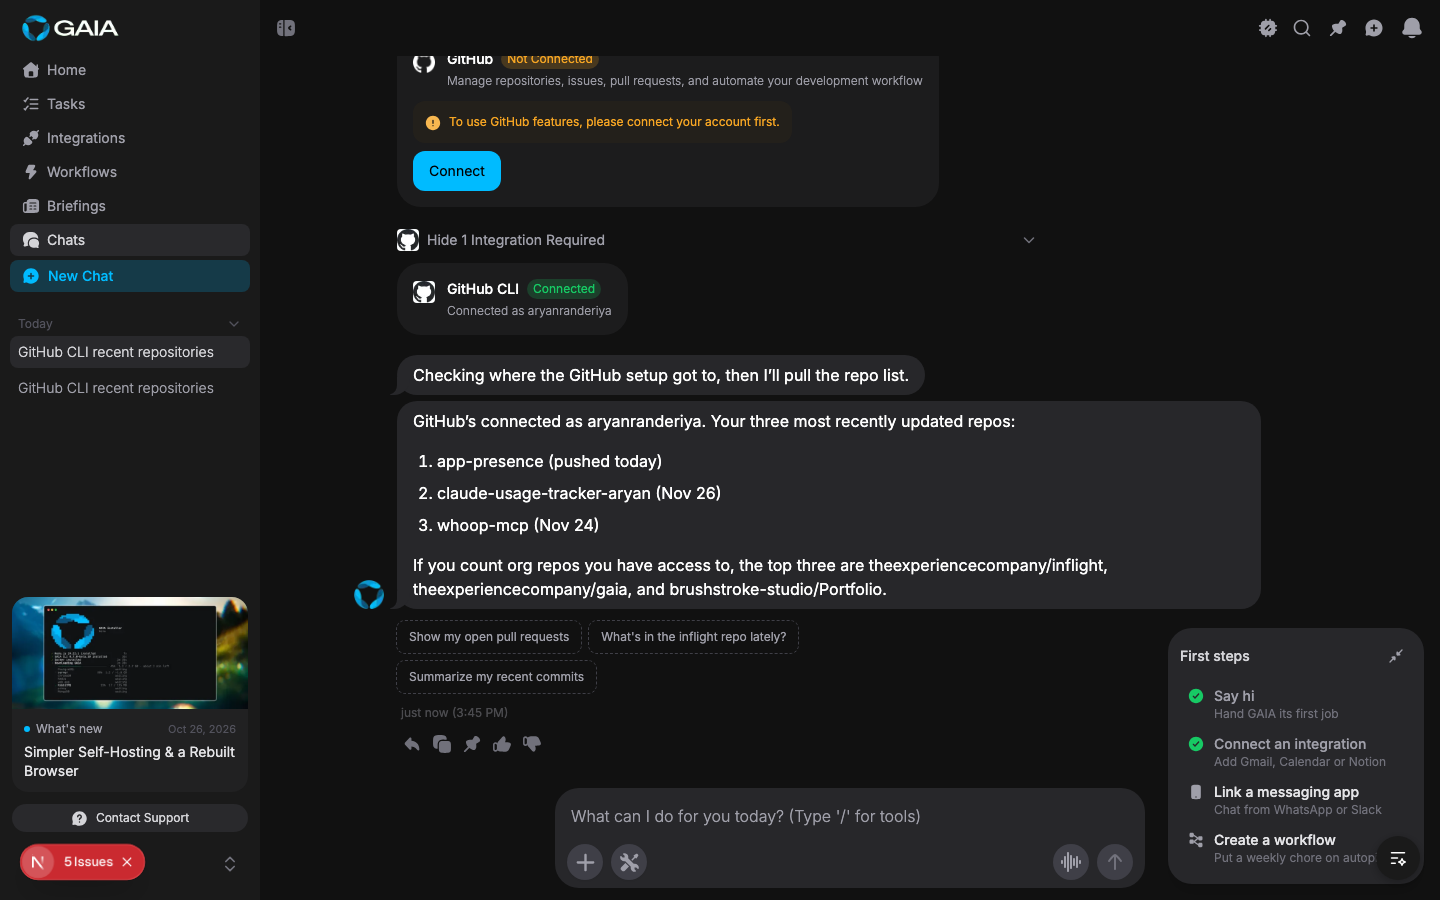 GAIA
Home
Tasks
Integrations
Workflows
Briefings
Chats
New Chat
Today
GitHub CLI recent repositories
GitHub CLI recent repositories
What's new
Oct 26, 2026
Simpler Self-Hosting & a Rebuilt
Browser
Contact Support
N
5 Issues
GitHub
Not Connected
Manage repositories, issues, pull requests, and automate your development workflow
To use GitHub features, please connect your account first.
Connect
Hide 1 Integration Required
GitHub CLI
Connected
Connected as aryanranderiya
Checking where the GitHub setup got to, then I’ll pull the repo list.
GitHub’s connected as aryanranderiya. Your three most recently updated repos:
1. app-presence (pushed today)
2. claude-usage-tracker-aryan (Nov 26)
3. whoop-mcp (Nov 24)
If you count org repos you have access to, the top three are theexperiencecompany/inflight,
theexperiencecompany/gaia, and brushstroke-studio/Portfolio.
Show my open pull requests
What's in the inflight repo lately?
Summarize my recent commits
just now (3:45 PM)
What can I do for you today? (Type '/' for tools)
First steps
Say hi
Hand GAIA its first job
Connect an integration
Add Gmail, Calendar or Notion
Link a messaging app
Chat from WhatsApp or Slack
Create a workflow
Put a weekly chore on autop